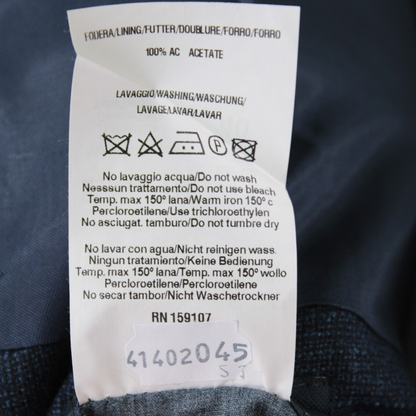 FODERA/LINING/FUTTER/DOUBLURE/FORRO/FORRO
100% AC ACETATE
LAVAGGIO/WASHING/WASCHUNG/
LAVAGE/LAVAR/LAVAR
No lavaggio acqua/Do not wash
Nessuun trattamento/Do not use bleach
Temp. max 150° lana/Warm iron 150° c
Percloroetilene/Use trichloroethylen
No asciugat. tamburo/Do not tumbre dry
No lavar con agua/Nicht reinigen wass.
Ningun tratamiento/Keine Bedienung
Temp. max 150° lana/Temp. max 150° wollo
Percloroetilene/Percloroetilene/
No secar tambor/Nicht Waschetrockner
RN 159107
41402045
SJ